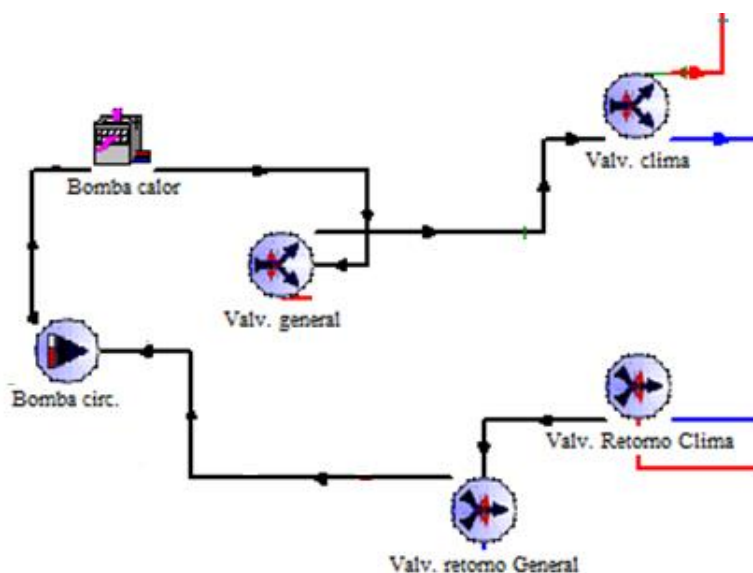 Valv. clima
Bomba calor
Valv. general
Bomba circ.
Valv. Retorno Clima
Valv. retorno General